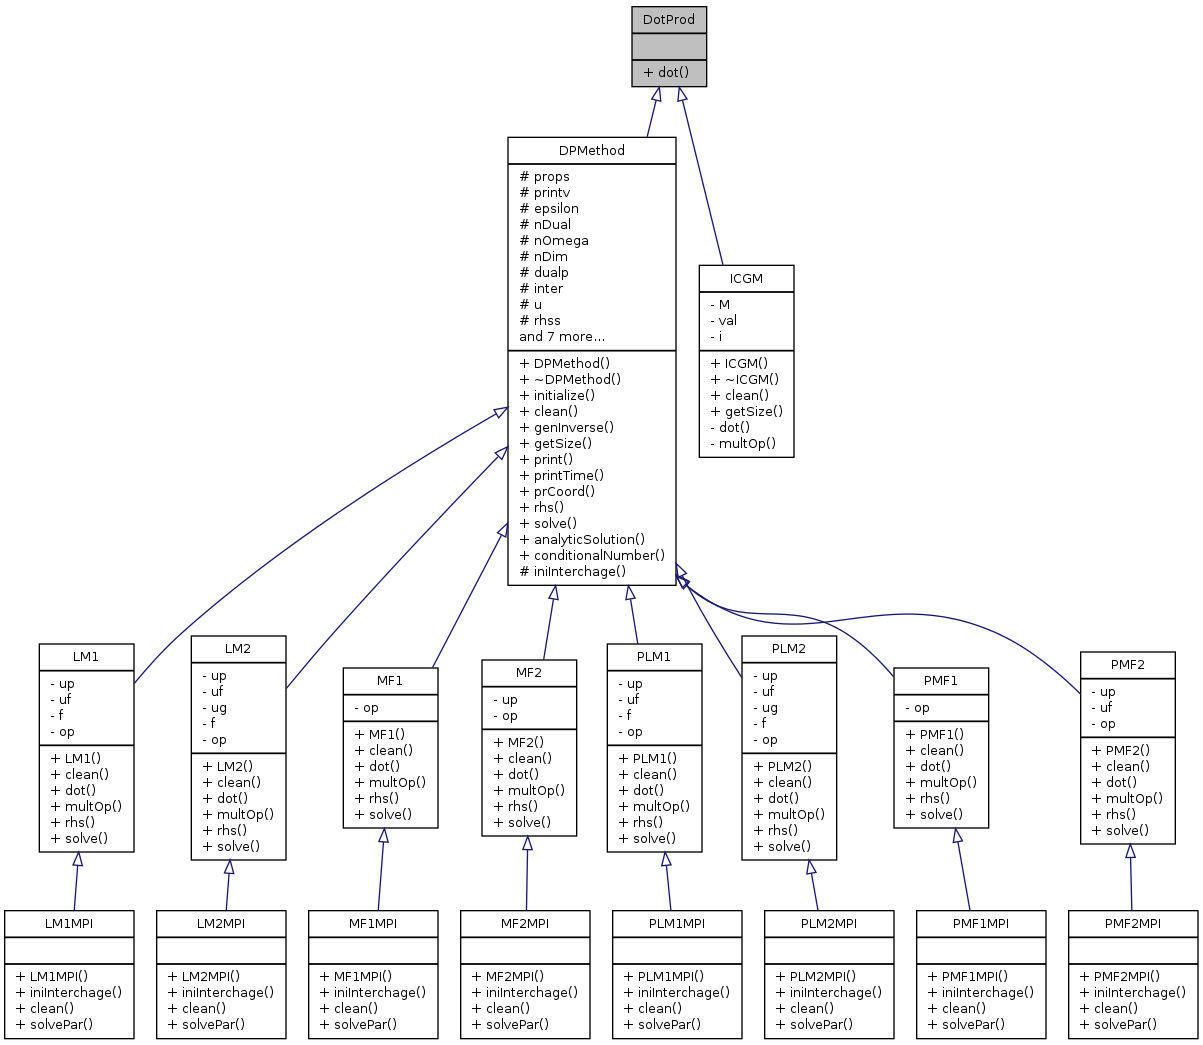 DotProd
+ dot()
DPMethod
# props
# printv
# epsilon
# nDual
# nOmega
# nDim
# dualp
# inter
# u
# rhss
and 7 more...
+ DPMethod()
+ ~DPMethod()
+ initialize()
+ clean()
+ genInverse()
+ getSize()
+ print()
+ printTime()
+ prCoord()
+ rhs()
+ solve()
+ analyticSolution()
+ conditionalNumber()
# iniInterchage()
ICGM
- M
- val
- i
+ ICGM()
+ ~ICGM()
+ clean()
+ getSize()
- dot()
- multOp()
LM1
- up
- uf
- f
- op
+ LM1()
+ clean()
+ dot()
+ multOp()
+ rhs()
+ solve()
LM2
- up
- uf
- ug
- f
- op
+ LM2()
+ clean()
+ dot()
+ multOp()
+ rhs()
+ solve()
MF1
- op
+ MF1()
+ clean()
+ dot()
+ multOp()
+ rhs()
+ solve()
MF2
- up
- op
+ MF2()
+ clean()
+ dot()
+ multOp()
+ rhs()
+ solve()
PLM1
- up
- uf
- f
- op
+ PLM1()
+ clean()
+ dot()
+ multOp()
+ rhs()
+ solve()
PLM2
- up
- uf
- ug
- f
- op
+ PLM2()
+ clean()
+ dot()
+ multOp()
+ rhs()
+ solve()
PMF1
- op
+ PMF1()
+ clean()
+ dot()
+ multOp()
+ rhs()
+ solve()
PMF2
- up
- uf
- op
+ PMF2()
+ clean()
+ dot()
+ multOp()
+ rhs()
+ solve()
LM1MPI
+ LM1MPI()
+ iniInterchage()
+ clean()
+ solvePar()
LM2MPI
+ LM2MPI()
+ iniInterchage()
+ clean()
+ solvePar()
MF1MPI
+ MF1MPI()
+ iniInterchage()
+ clean()
+ solvePar()
MF2MPI
+ MF2MPI()
+ iniInterchage()
+ clean()
+ solvePar()
PLM1MPI
+ PLM1MPI()
+ iniInterchage()
+ clean()
+ solvePar()
PLM2MPI
+ PLM2MPI()
+ iniInterchage()
+ clean()
+ solvePar()
PMF1MPI
+ PMF1MPI()
+ iniInterchage()
+ clean()
+ solvePar()
PMF2MPI
+ PMF2MPI()
+ iniInterchage()
+ clean()
+ solvePar()